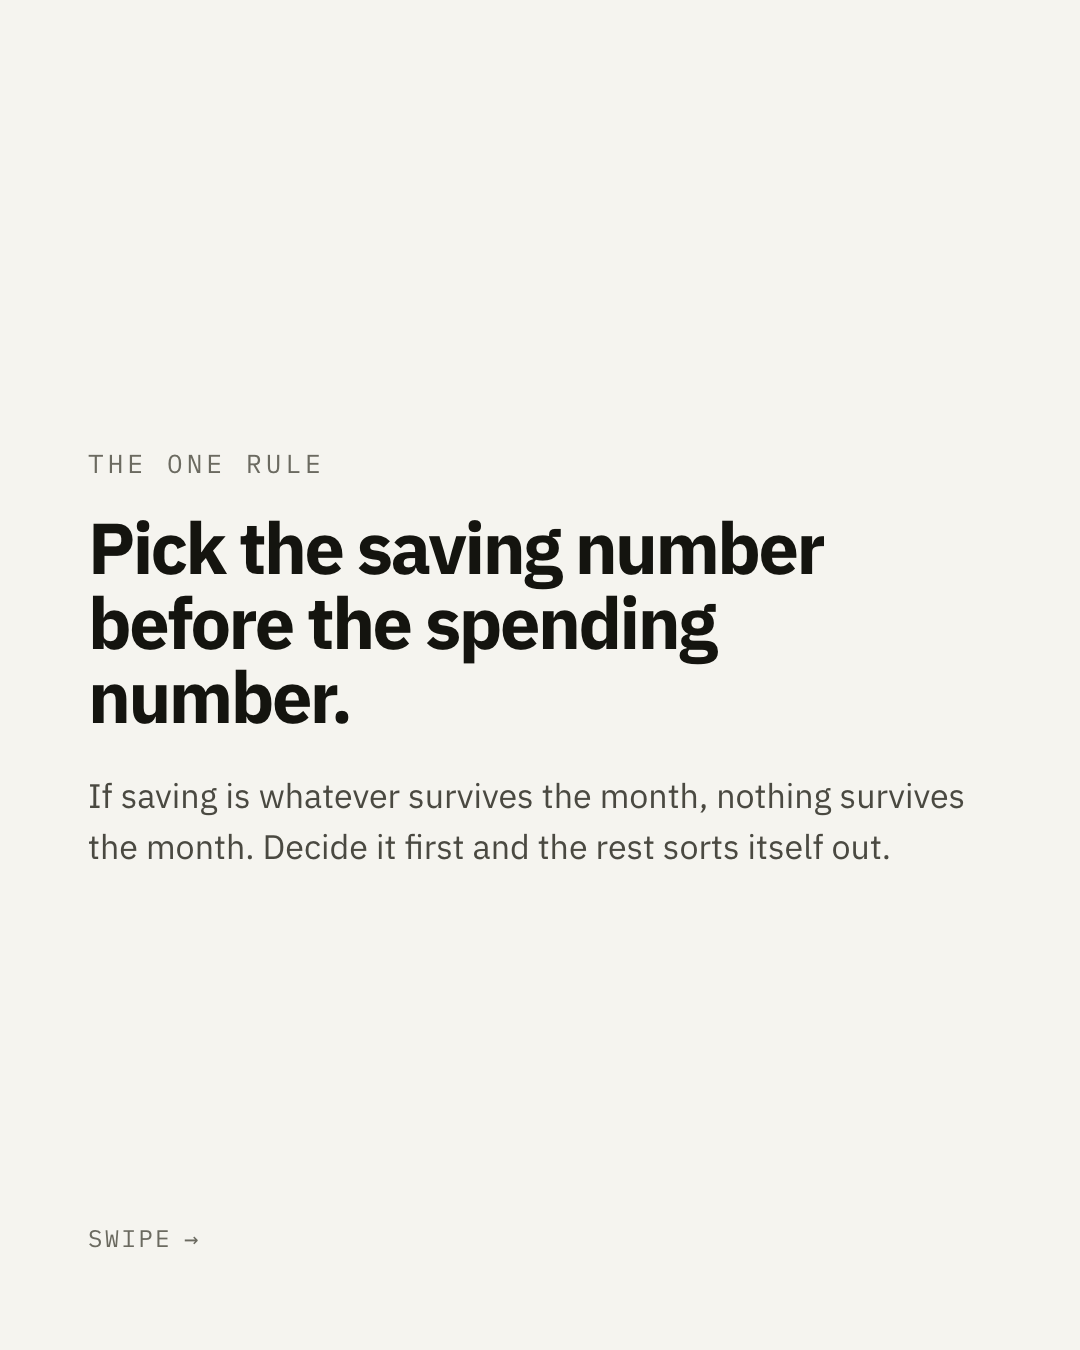 THE ONE RULE
Pick the saving number
before the spending
number.
If saving is whatever survives the month, nothing survives
the month. Decide it first and the rest sorts itself out.
SWIPE →